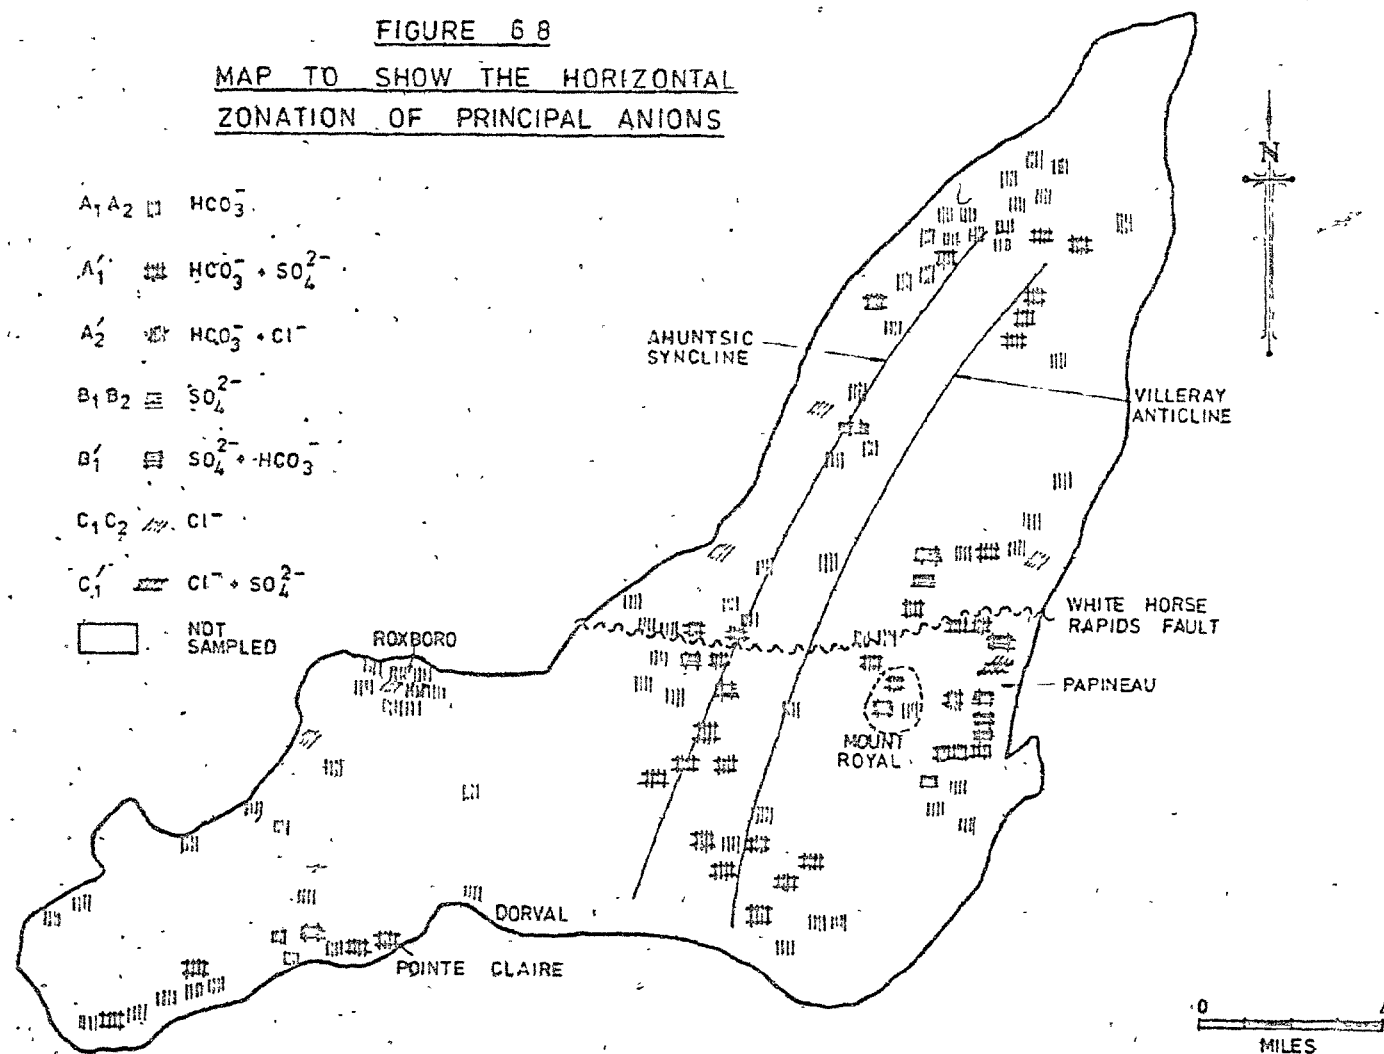 FIGURE 6 8
MAP TO SHOW THE HORIZONTAL
ZONATION OF PRINCIPAL ANIONS
N
A₁ A₂ HCO₃⁻
A₁′ HCO₃⁻ + SO₄²⁻
A₂′ HCO₃⁻ + Cl⁻
B₁ B₂ SO₄²⁻
B₁′ SO₄²⁻ + HCO₃⁻
C₁ C₂ Cl⁻
C₁′ Cl⁻ + SO₄²⁻
NOT
SAMPLED
AHUNTSIC
SYNCLINE
VILLERAY
ANTICLINE
WHITE HORSE
RAPIDS FAULT
ROXBORO
PAPINEAU
MOUNT
ROYAL
DORVAL
POINTE CLAIRE
0 4
MILES